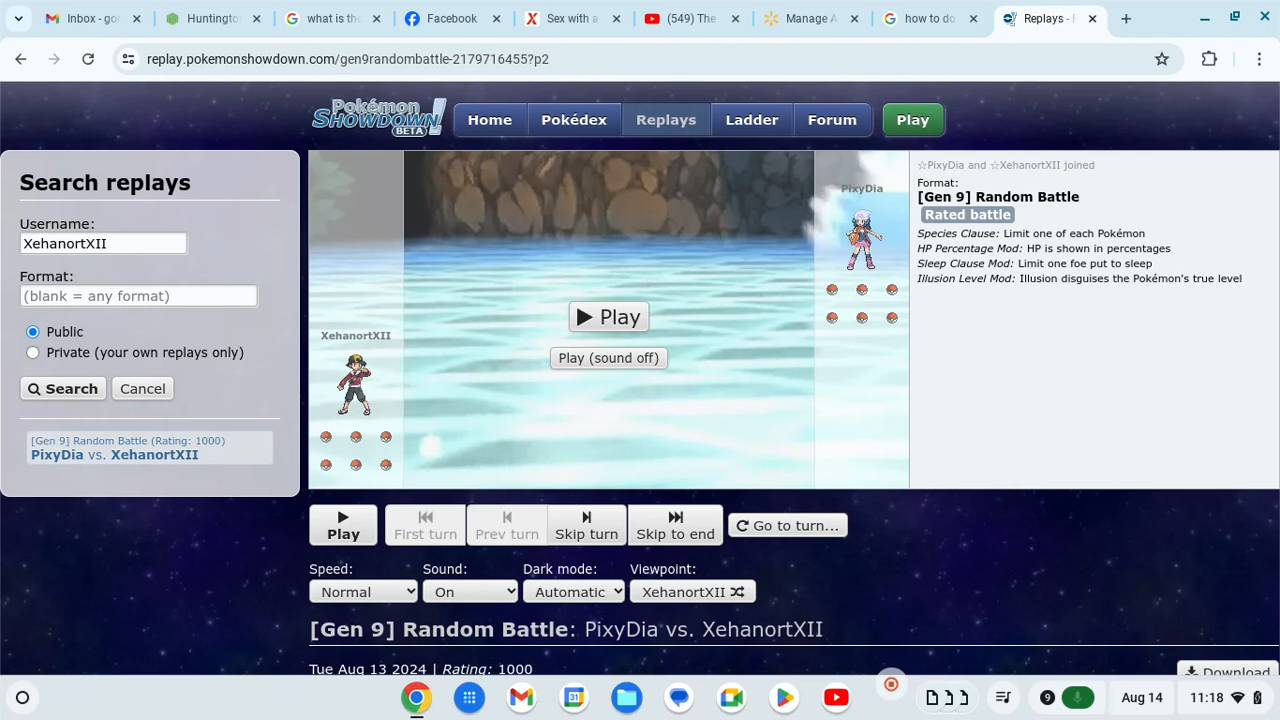 Inbox - go
Huntingto
what is the
Facebook
Sex with a
(549) The
Manage A
how to do
Replays - P
replay.pokemonshowdown.com/gen9randombattle-2179716455?p2
Pokémon SHOWDOWN! BETA
Home
Pokédex
Replays
Ladder
Forum
Play
Search replays
Username:
XehanortXII
Format:
(blank = any format)
Public
Private (your own replays only)
Search
Cancel
[Gen 9] Random Battle (Rating: 1000)
PixyDia vs. XehanortXII
PixyDia
XehanortXII
Play
Play (sound off)
☆PixyDia and ☆XehanortXII joined
Format:
[Gen 9] Random Battle
Rated battle
Species Clause: Limit one of each Pokémon
HP Percentage Mod: HP is shown in percentages
Sleep Clause Mod: Limit one foe put to sleep
Illusion Level Mod: Illusion disguises the Pokémon's true level
Play
First turn
Prev turn
Skip turn
Skip to end
Go to turn...
Speed:
Sound:
Dark mode:
Viewpoint:
Normal
On
Automatic
XehanortXII
[Gen 9] Random Battle: PixyDia vs. XehanortXII
Tue Aug 13 2024 | Rating: 1000
Download
31
9
Aug 14
11:18